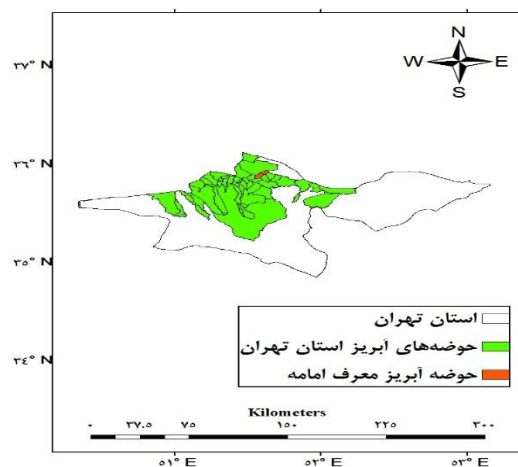 N
W E
S
۳۷° N
۳۶° N
۳۵° N
۳۴° N
استان تهران
حوضه‌های آبریز استان تهران
حوضه آبریز معرف امامه
Kilometers
۰ ۳۷.۵ ۷۵ ۱۵۰ ۲۲۵ ۳۰۰
۵۱° E ۵۲° E ۵۳° E